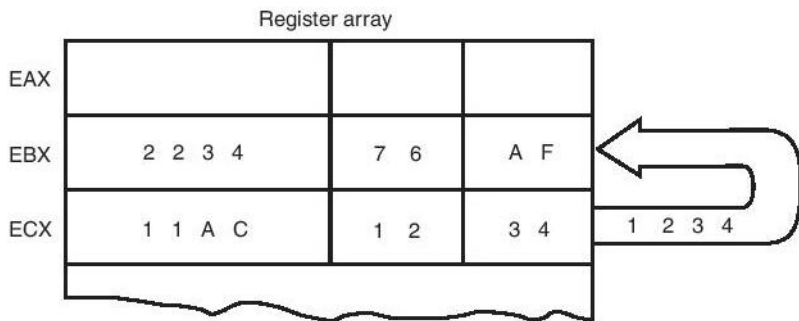 Register array
EAX
EBX 2 2 3 4 7 6 A F
ECX 1 1 A C 1 2 3 4 1 2 3 4